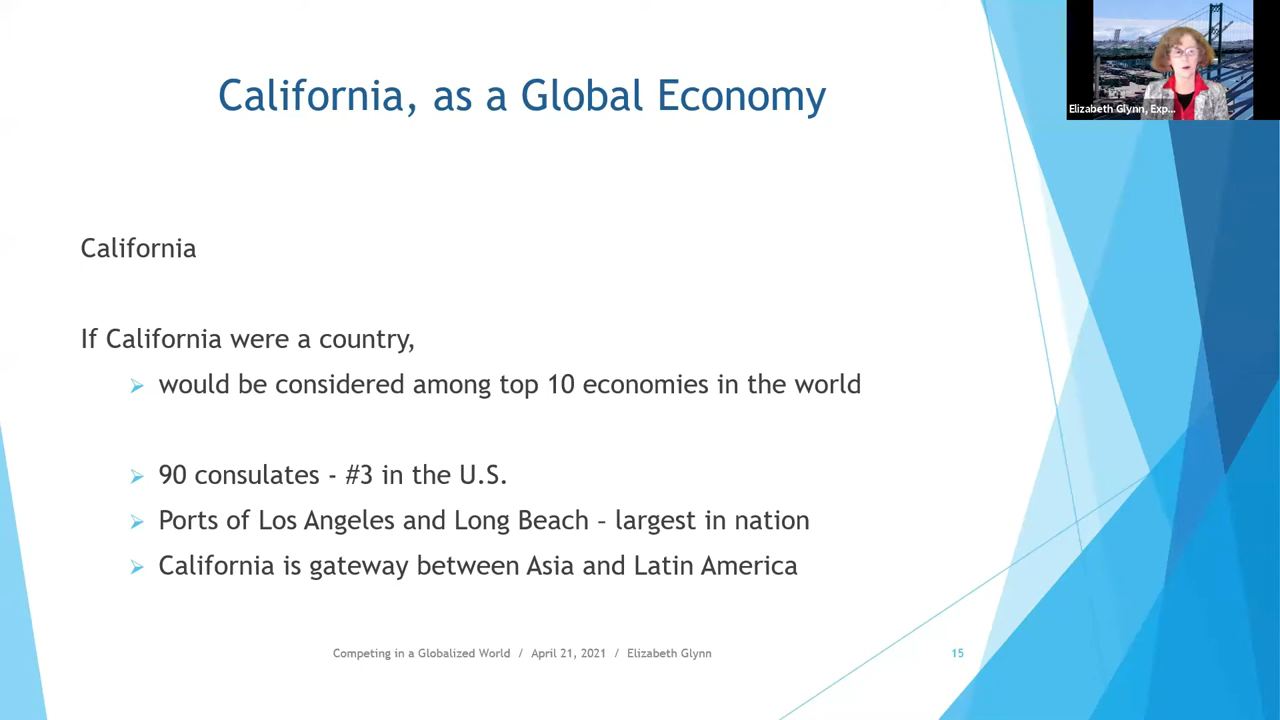 California, as a Global Economy
Elizabeth Glynn, Exp...
California
If California were a country,
would be considered among top 10 economies in the world
90 consulates - #3 in the U.S.
Ports of Los Angeles and Long Beach – largest in nation
California is gateway between Asia and Latin America
Competing in a Globalized World / April 21, 2021 / Elizabeth Glynn
15